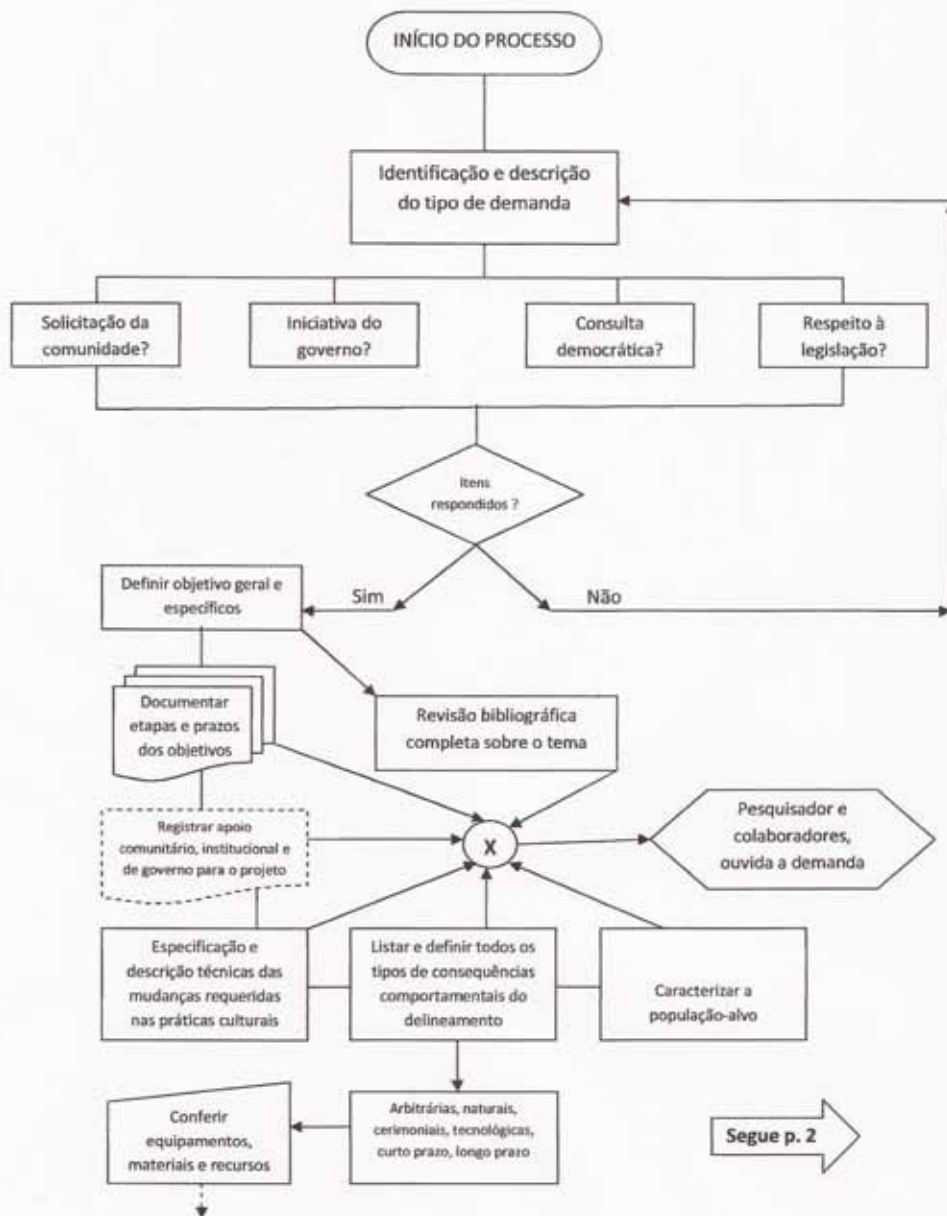 INÍCIO DO PROCESSO
Identificação e descrição
do tipo de demanda
Solicitação da
comunidade?
Iniciativa do
governo?
Consulta
democrática?
Respeito à
legislação?
Itens
respondidos ?
Sim
Não
Definir objetivo geral e
específicos
Documentar
etapas e prazos
dos objetivos
Revisão bibliográfica
completa sobre o tema
Registrar apoio
comunitário, institucional e
de governo para o projeto
X
Pesquisador e
colaboradores,
ouvida a demanda
Especificação e
descrição técnicas das
mudanças requeridas
nas práticas culturais
Listar e definir todos os
tipos de consequências
comportamentais do
delineamento
Caracterizar a
população-alvo
Conferir
equipamentos,
materiais e recursos
Arbitrárias, naturais,
cerimoniais, tecnológicas,
curto prazo, longo prazo
Segue p. 2